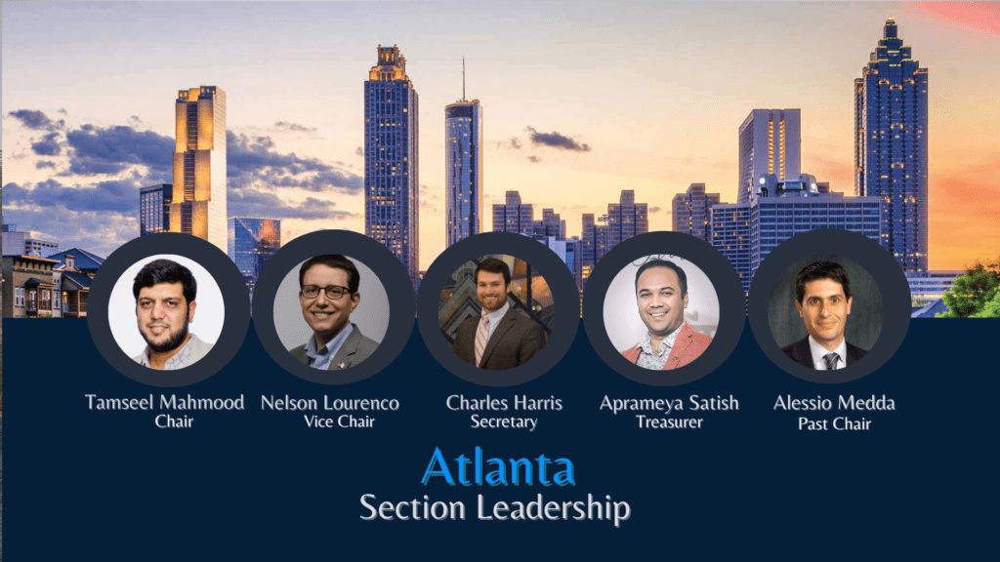 Tamseel Mahmood
Chair
Nelson Lourenco
Vice Chair
Charles Harris
Secretary
Aprameya Satish
Treasurer
Alessio Medda
Past Chair
Atlanta
Section Leadership